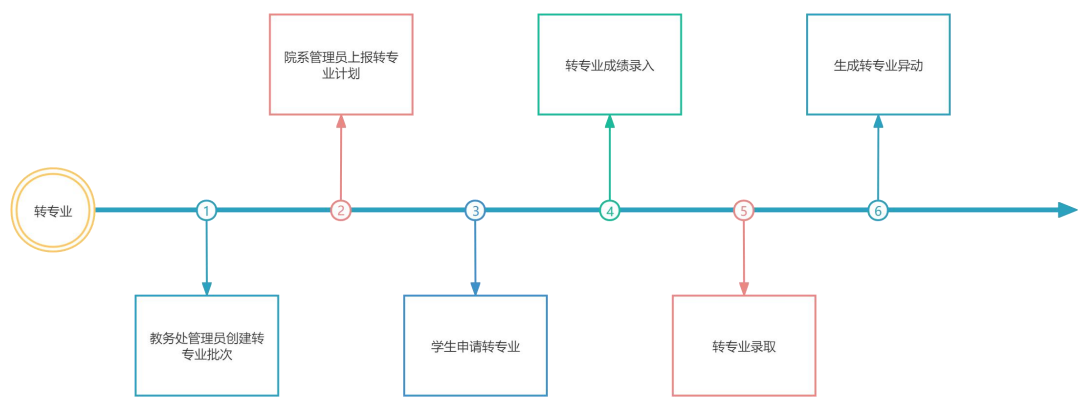 院系管理员上报转专
业计划
转专业成绩录入
生成转专业异动
转专业
1
2
3
4
5
6
教务处管理员创建转
专业批次
学生申请转专业
转专业录取